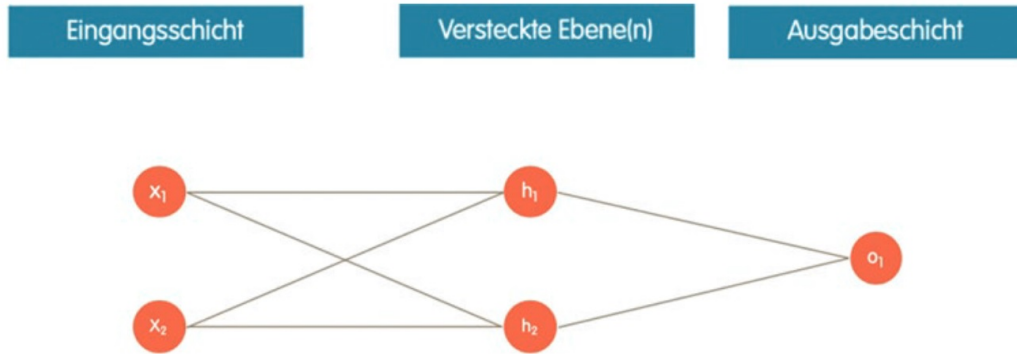 Eingangsschicht
Versteckte Ebene(n)
Ausgabeschicht
x₁
h₁
o₁
x₂
h₂